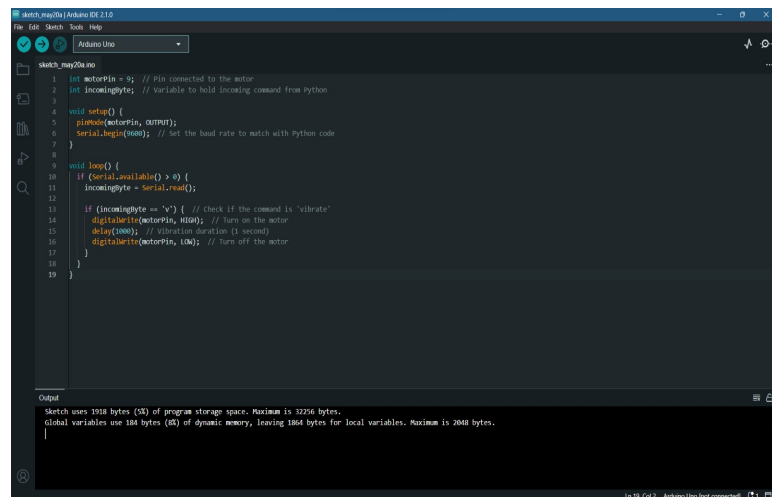 sketch_may20a | Arduino IDE 2.1.0
File Edit Sketch Tools Help
Arduino Uno
sketch_may20a.ino
1 int motorPin = 9; // Pin connected to the motor
2 int incomingByte; // Variable to hold incoming command from Python
3
4 void setup() {
5 pinMode(motorPin, OUTPUT);
6 Serial.begin(9600); // Set the baud rate to match with Python code
7 }
8
9 void loop() {
10 if (Serial.available() > 0) {
11 incomingByte = Serial.read();
12
13 if (incomingByte == 'v') { // Check if the command is 'vibrate'
14 digitalWrite(motorPin, HIGH); // Turn on the motor
15 delay(1000); // Vibration duration (1 second)
16 digitalWrite(motorPin, LOW); // Turn off the motor
17 }
18 }
19 }
Output
Sketch uses 1918 bytes (5%) of program storage space. Maximum is 32256 bytes.
Global variables use 184 bytes (8%) of dynamic memory, leaving 1864 bytes for local variables. Maximum is 2048 bytes.
Ln 19, Col 2 Arduino Uno [not connected] 1